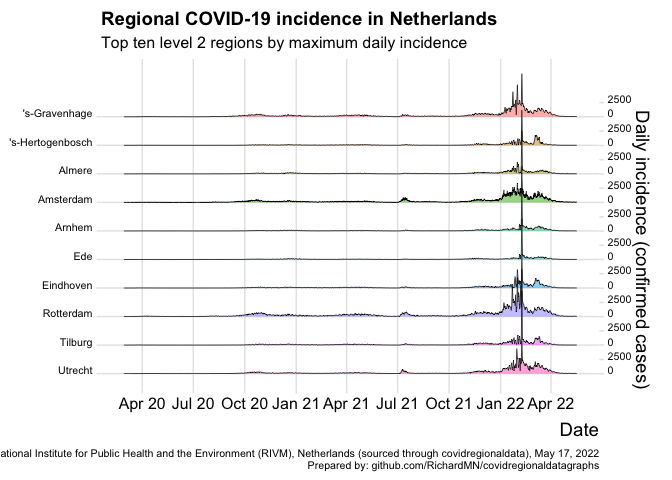 Regional COVID-19 incidence in Netherlands
Top ten level 2 regions by maximum daily incidence
's-Gravenhage
's-Hertogenbosch
Almere
Amsterdam
Arnhem
Ede
Eindhoven
Rotterdam
Tilburg
Utrecht
2500
0
2500
0
2500
0
2500
0
2500
0
2500
0
2500
0
2500
0
2500
0
2500
0
Daily incidence (confirmed cases)
Apr 20 Jul 20 Oct 20 Jan 21 Apr 21 Jul 21 Oct 21 Jan 22 Apr 22
Date
ational Institute for Public Health and the Environment (RIVM), Netherlands (sourced through covidregionaldata), May 17, 2022
Prepared by: github.com/RichardMN/covidregionaldatagraphs